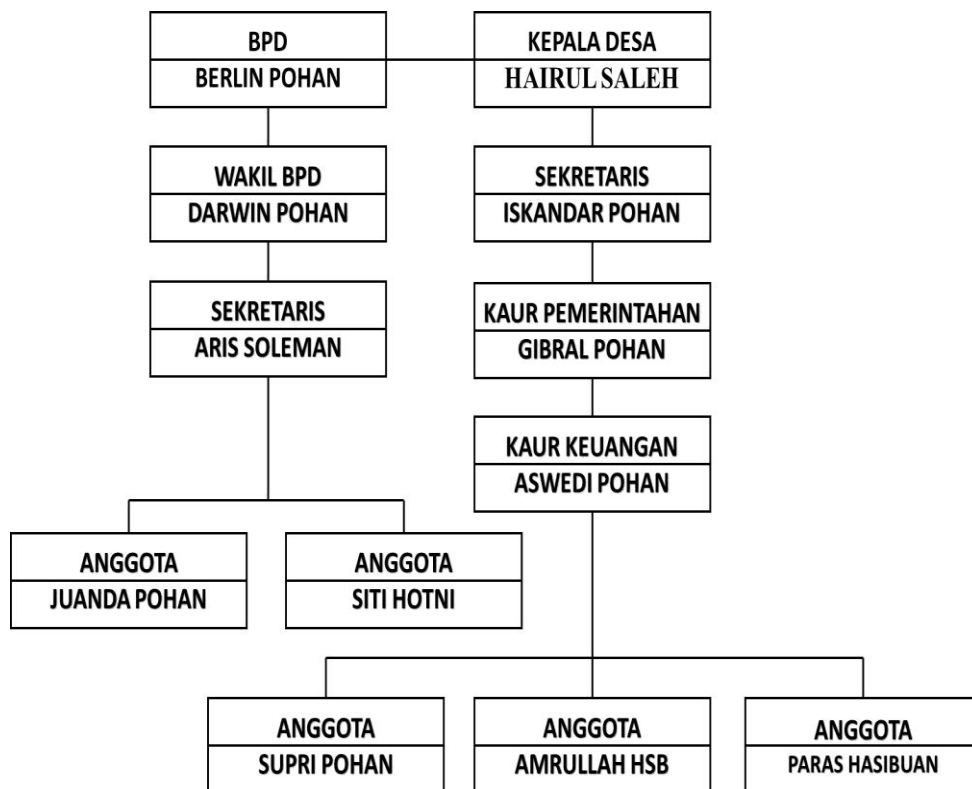 BPD
BERLIN POHAN
KEPALA DESA
HAIRUL SALEH
WAKIL BPD
DARWIN POHAN
SEKRETARIS
ISKANDAR POHAN
SEKRETARIS
ARIS SOLEMAN
KAUR PEMERINTAHAN
GIBRAL POHAN
KAUR KEUANGAN
ASWEDI POHAN
ANGGOTA
JUANDA POHAN
ANGGOTA
SITI HOTNI
ANGGOTA
SUPRI POHAN
ANGGOTA
AMRULLAH HSB
ANGGOTA
PARAS HASIBUAN